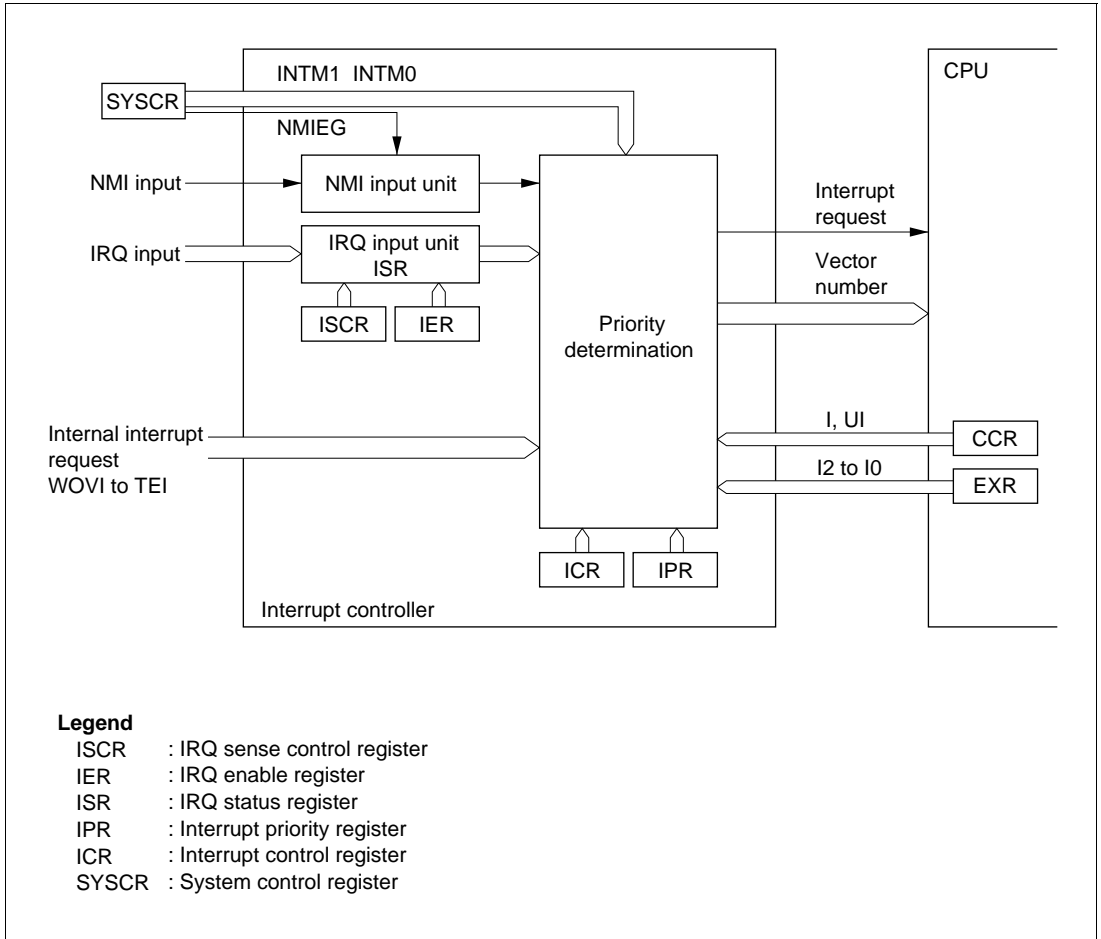 INTM1 INTM0
CPU
SYSCR
NMIEG
NMI input
NMI input unit
Interrupt
request
IRQ input
IRQ input unit
ISR
Vector
number
ISCR
IER
Priority
determination
I, UI
CCR
Internal interrupt
request
WOVI to TEI
I2 to I0
EXR
ICR
IPR
Interrupt controller
Legend
ISCR : IRQ sense control register
IER : IRQ enable register
ISR : IRQ status register
IPR : Interrupt priority register
ICR : Interrupt control register
SYSCR : System control register